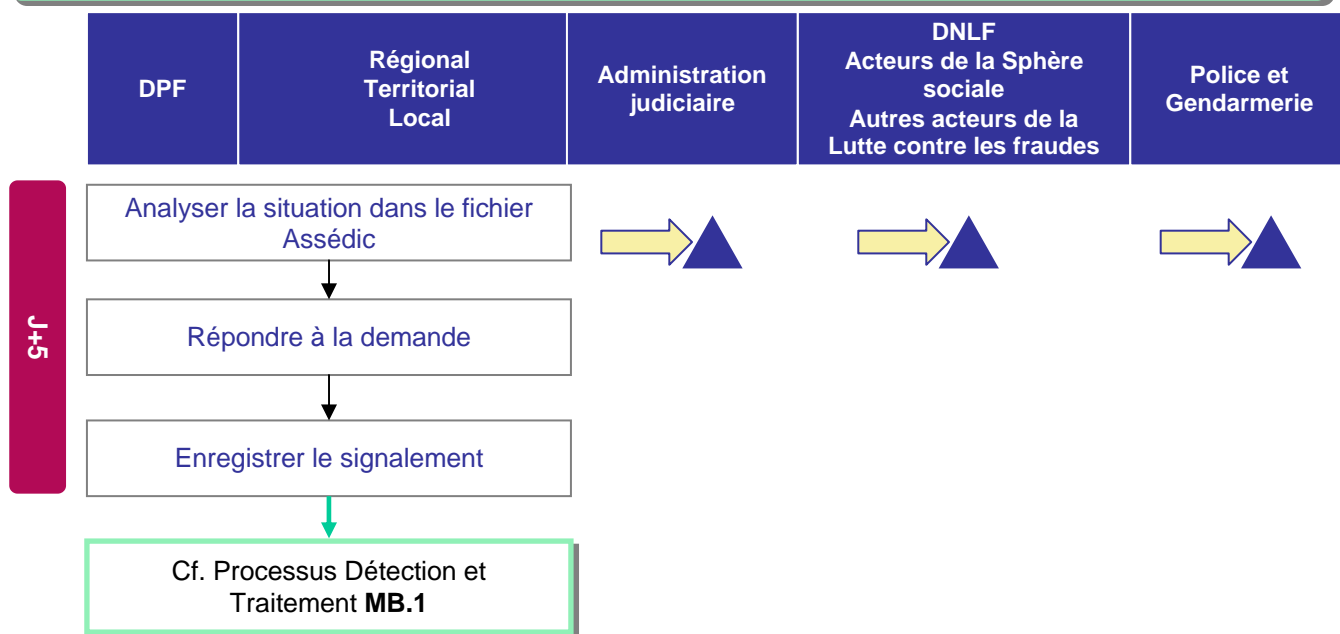 DPF
Régional
Territorial
Local
Administration
judiciaire
DNLF
Acteurs de la Sphère
sociale
Autres acteurs de la
Lutte contre les fraudes
Police et
Gendarmerie
J+5
Analyser la situation dans le fichier
Assédic
Répondre à la demande
Enregistrer le signalement
Cf. Processus Détection et
Traitement MB.1